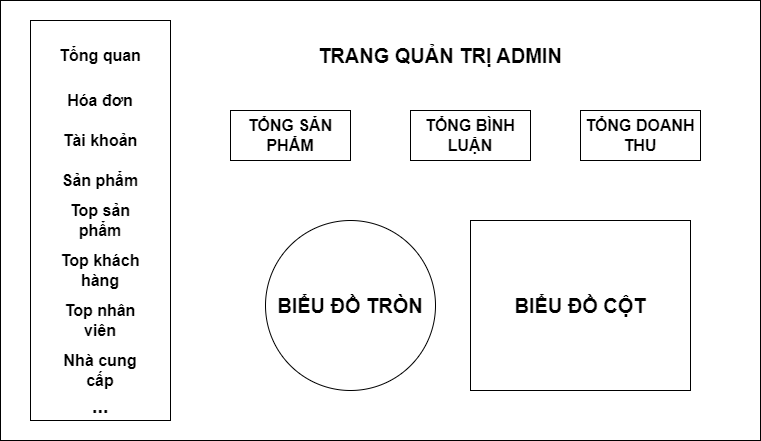 Tổng quan
Hóa đơn
Tài khoản
Sản phẩm
Top sản
phẩm
Top khách
hàng
Top nhân
viên
Nhà cung
cấp
...
TRANG QUẢN TRỊ ADMIN
TỔNG SẢN
PHẨM
TỔNG BÌNH
LUẬN
TỔNG DOANH
THU
BIỂU ĐỒ TRÒN
BIỂU ĐỒ CỘT